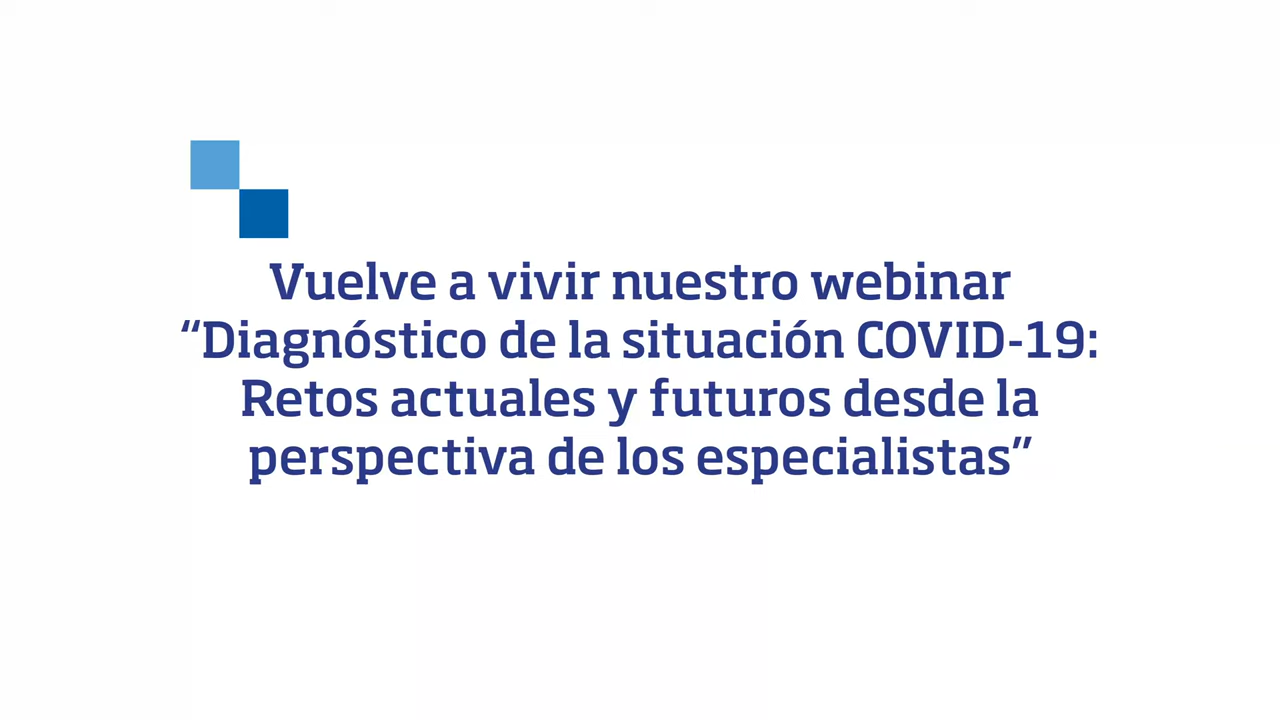 Vuelve a vivir nuestro webinar
“Diagnóstico de la situación COVID-19:
Retos actuales y futuros desde la
perspectiva de los especialistas”